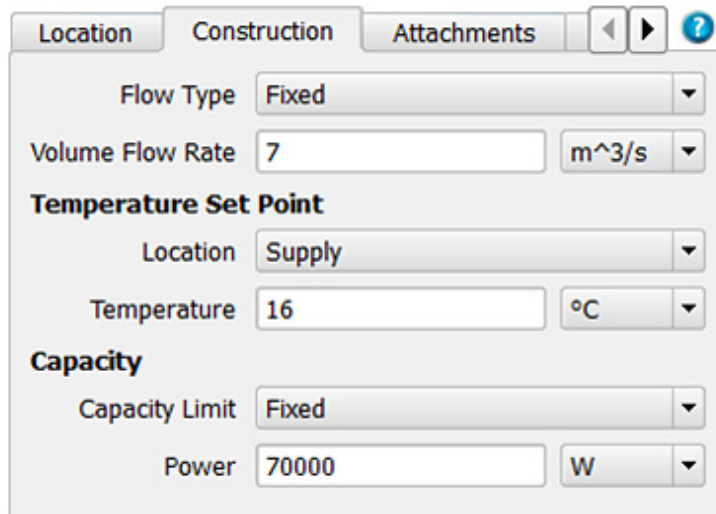 Location Construction Attachments ?
Flow Type Fixed
Volume Flow Rate 7 m^3/s
Temperature Set Point
Location Supply
Temperature 16 °C
Capacity
Capacity Limit Fixed
Power 70000 W